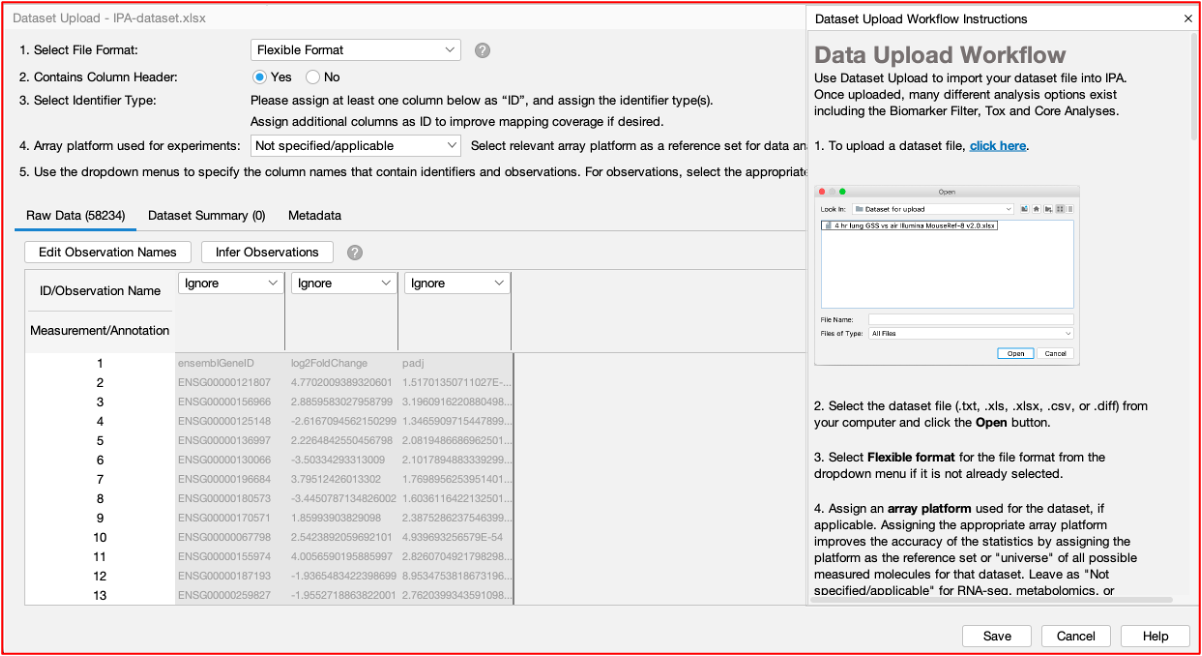 Dataset Upload - IPA-dataset.xlsx
1. Select File Format:
Flexible Format
2. Contains Column Header:
Yes
No
3. Select Identifier Type:
Please assign at least one column below as “ID”, and assign the identifier type(s).
Assign additional columns as ID to improve mapping coverage if desired.
4. Array platform used for experiments:
Not specified/applicable
Select relevant array platform as a reference set for data an
5. Use the dropdown menus to specify the column names that contain identifiers and observations. For observations, select the appropriate
Raw Data (58234)
Dataset Summary (0)
Metadata
Edit Observation Names
Infer Observations
ID/Observation Name
Ignore
Ignore
Ignore
Measurement/Annotation
1 ensemblGeneID log2FoldChange padj
2 ENSG00000121807 4.7702009389320601 1.51701350711027E-...
3 ENSG00000156966 2.8859583027958799 3.1960916220880498...
4 ENSG00000125148 -2.6167094562150299 1.3465909715447899...
5 ENSG00000136997 2.2264842550456798 2.0819486686962501...
6 ENSG00000130066 -3.50334293313009 2.1017894883339299...
7 ENSG00000196684 3.79512426013302 1.7698956253951401...
8 ENSG00000180573 -3.4450787134826002 1.6036116422132501...
9 ENSG00000170571 1.85993903829098 2.3875286237546399...
10 ENSG00000067798 2.5423892059692101 4.939693256579E-54
11 ENSG00000155974 4.0056590195885997 2.8260704921798298...
12 ENSG00000187193 -1.9365483422398699 8.9534753818673196...
13 ENSG00000259827 -1.9552718863822001 2.7620399343591098...
Dataset Upload Workflow Instructions
Data Upload Workflow
Use Dataset Upload to import your dataset file into IPA.
Once uploaded, many different analysis options exist
including the Biomarker Filter, Tox and Core Analyses.
1. To upload a dataset file, click here.
Open
Look In:
Dataset for upload
4 hr lung GSS vs air Illumina MouseRef-8 v2.0.xlsx
File Name:
Files of Type:
All Files
Open
Cancel
2. Select the dataset file (.txt, .xls, .xlsx, .csv, or .diff) from
your computer and click the Open button.
3. Select Flexible format for the file format from the
dropdown menu if it is not already selected.
4. Assign an array platform used for the dataset, if
applicable. Assigning the appropriate array platform
improves the accuracy of the statistics by assigning the
platform as the reference set or "universe" of all possible
measured molecules for that dataset. Leave as "Not
specified/applicable" for RNA-seq, metabolomics, or
Save
Cancel
Help